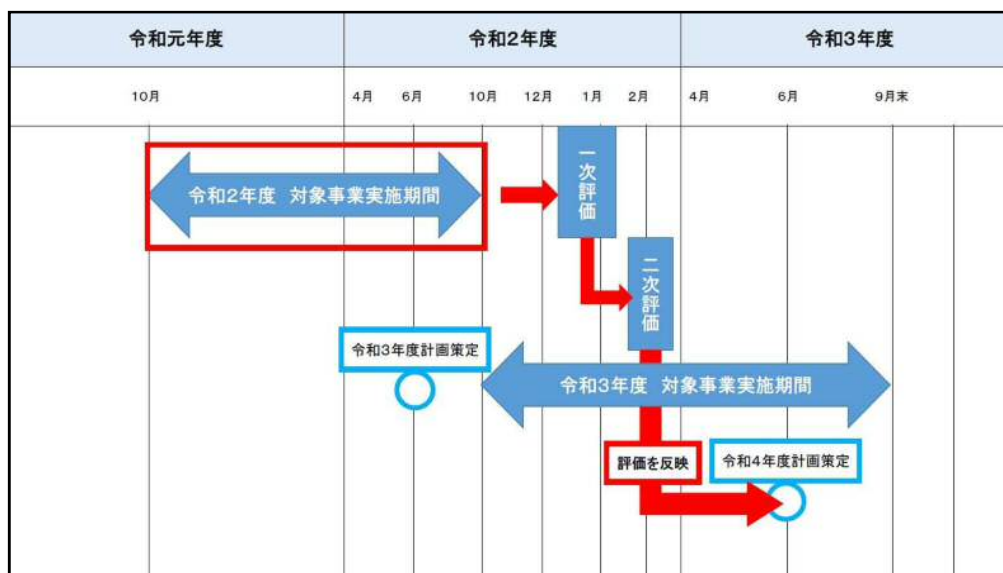 令和元年度
令和2年度
令和3年度
10月
4月
6月
10月
12月
1月
2月
4月
6月
9月末
令和2年度 対象事業実施期間
一次評価
二次評価
令和3年度計画策定
令和3年度 対象事業実施期間
評価を反映
令和4年度計画策定